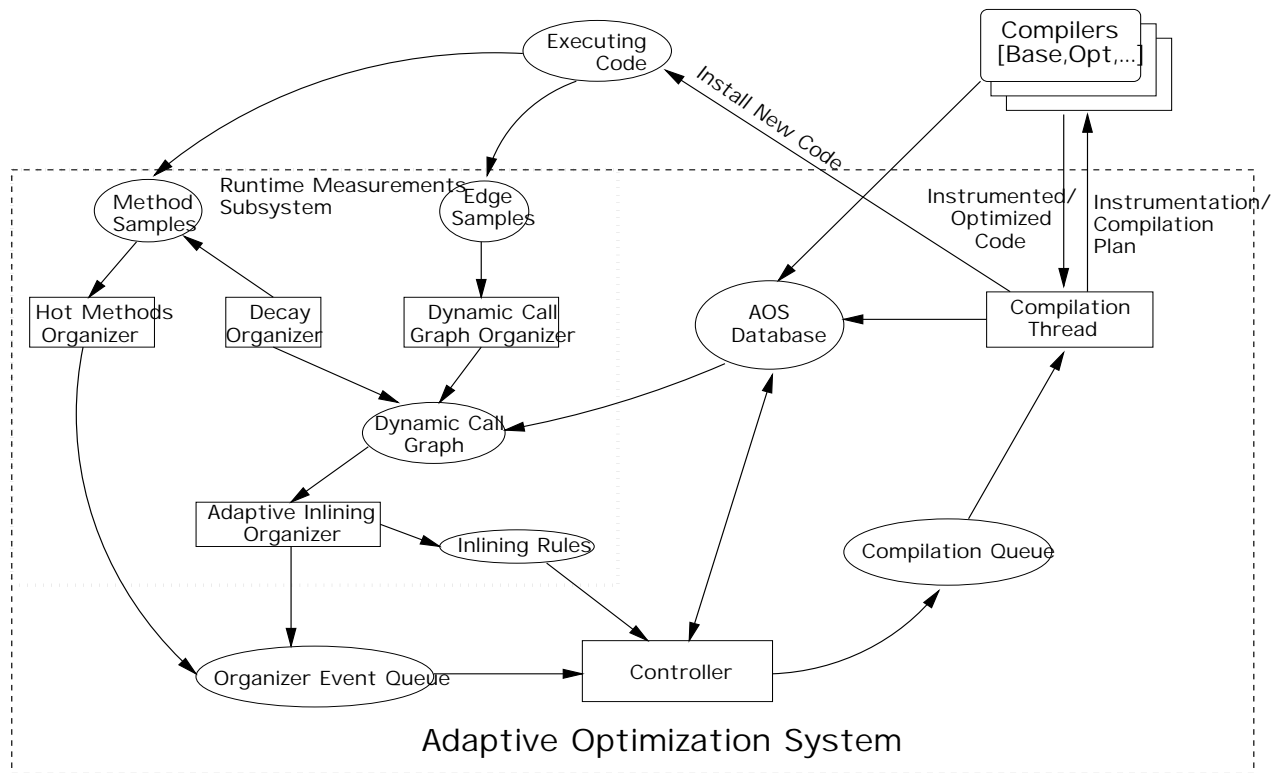 Executing
Code
Compilers
[Base,Opt,...]
Install New Code
Method
Samples
Runtime Measurements
Subsystem
Edge
Samples
Instrumented/
Optimized
Code
Instrumentation/
Compilation
Plan
Hot Methods
Organizer
Decay
Organizer
Dynamic Call
Graph Organizer
AOS
Database
Compilation
Thread
Dynamic Call
Graph
Adaptive Inlining
Organizer
Inlining Rules
Compilation Queue
Organizer Event Queue
Controller
Adaptive Optimization System